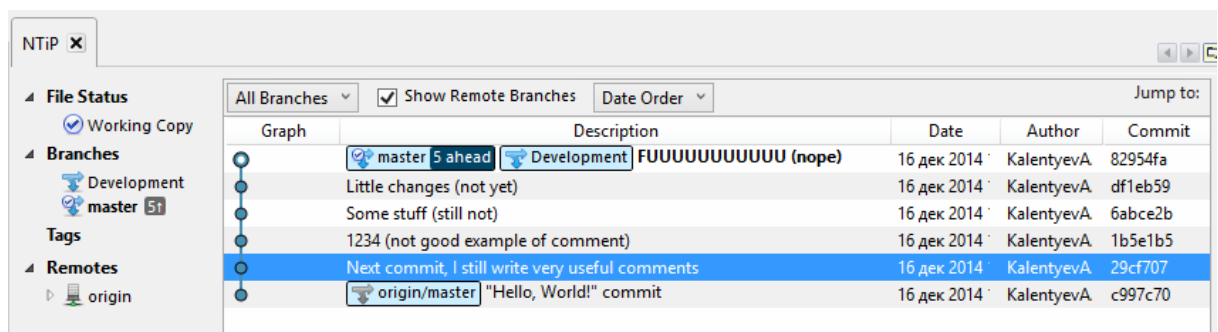 NTiP
File Status
Working Copy
Branches
Development
master 5↑
Tags
Remotes
origin
All Branches Show Remote Branches Date Order Jump to:
Graph Description Date Author Commit
master 5 ahead Development FUUUUUUUUUUU (nope) 16 дек 2014 KalentyevA 82954fa
Little changes (not yet) 16 дек 2014 KalentyevA df1eb59
Some stuff (still not) 16 дек 2014 KalentyevA 6abce2b
1234 (not good example of comment) 16 дек 2014 KalentyevA 1b5e1b5
Next commit, I still write very useful comments 16 дек 2014 KalentyevA 29cf707
origin/master "Hello, World!" commit 16 дек 2014 KalentyevA c997c70